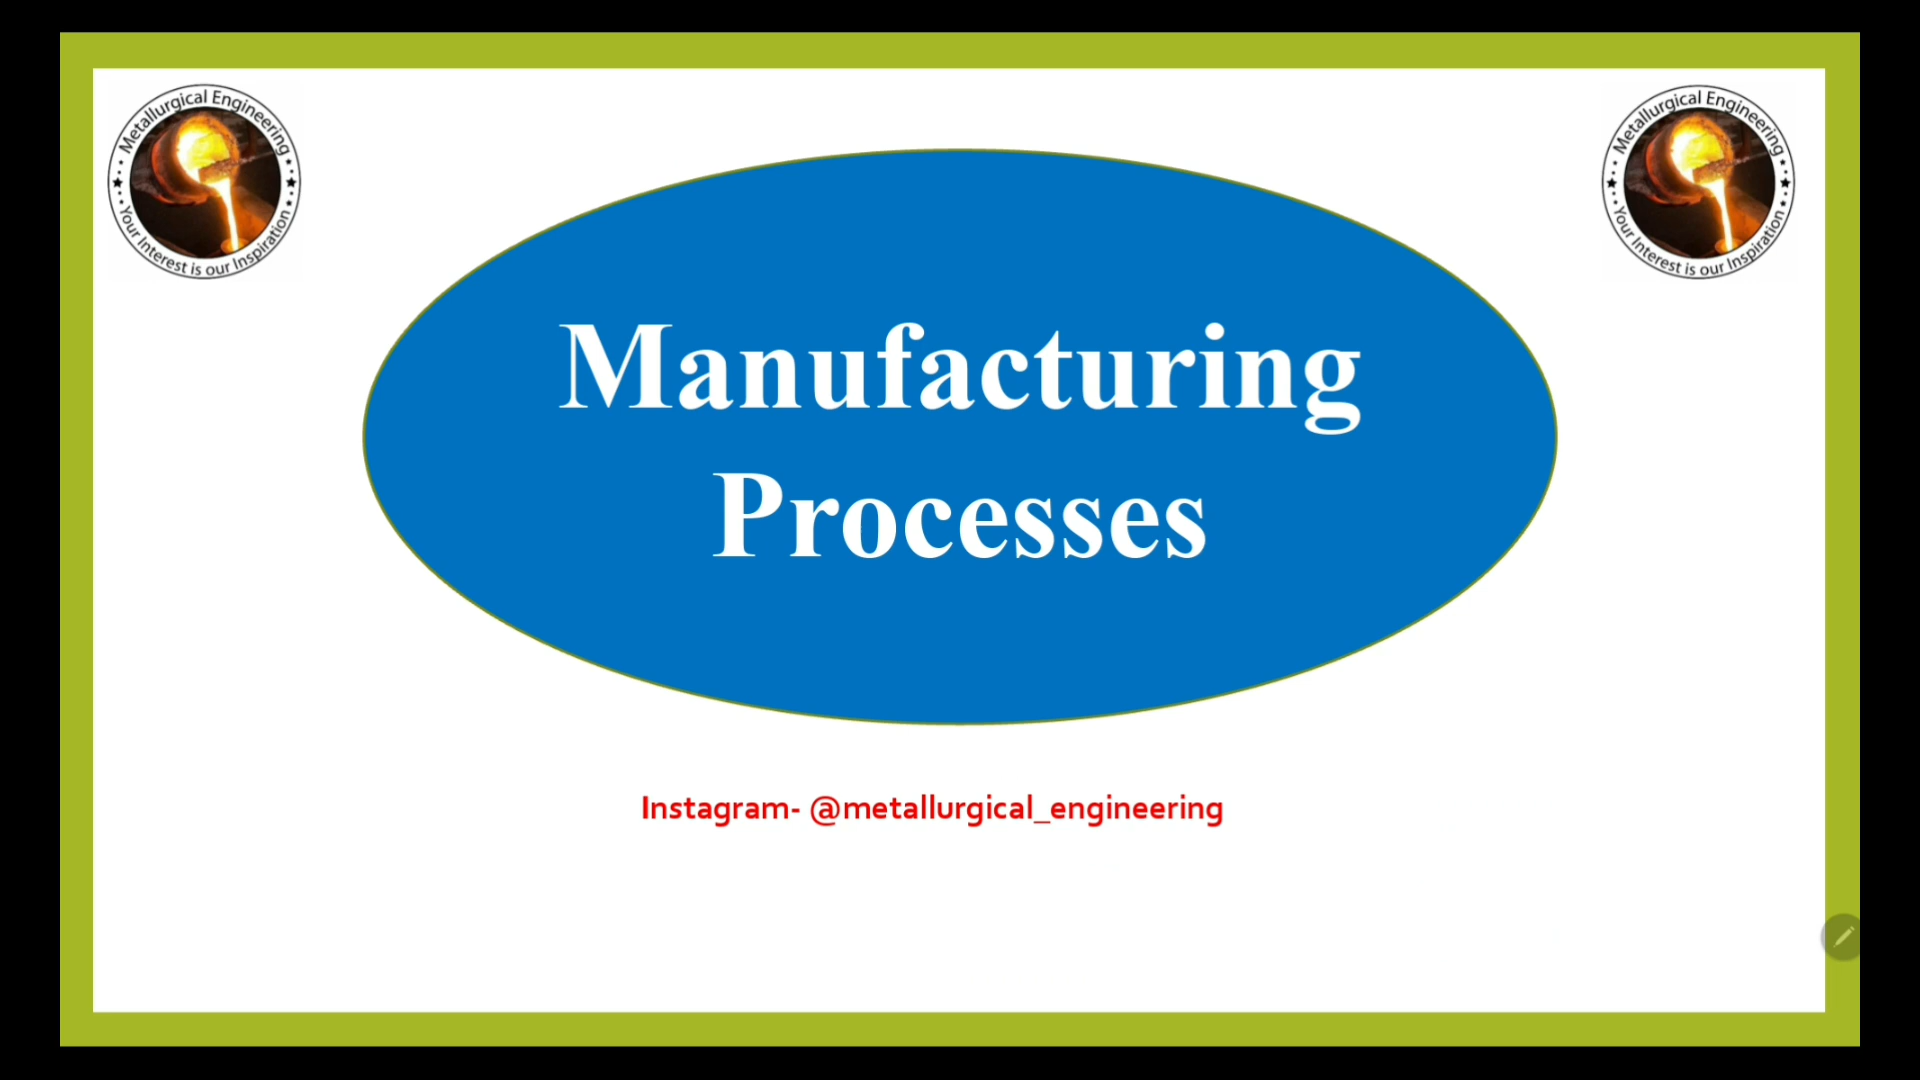 Metallurgical Engineering
Your Interest is our Inspiration
Metallurgical Engineering
Your Interest is our Inspiration
Manufacturing
Processes
Instagram- @metallurgical_engineering